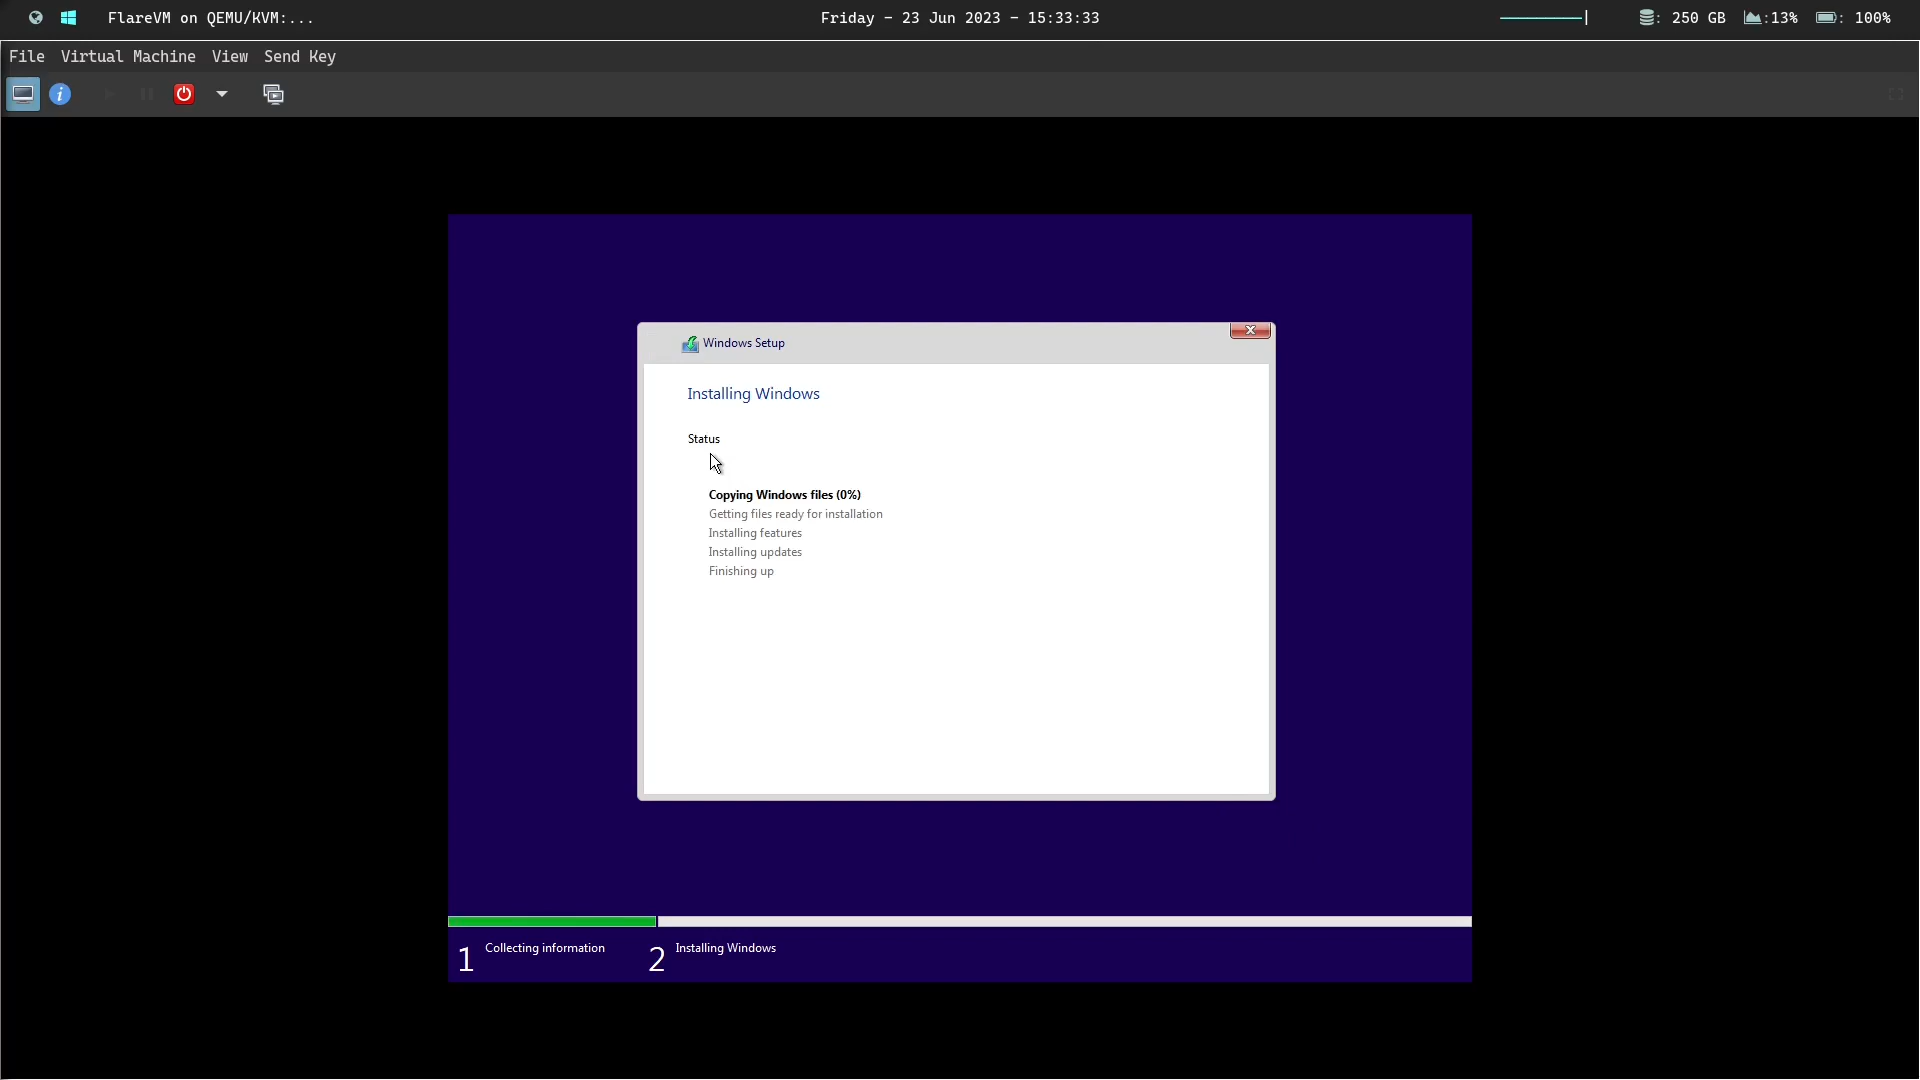 FlareVM on QEMU/KVM:...
Friday - 23 Jun 2023 - 15:33:33
: 250 GB :13% : 100%
File Virtual Machine View Send Key
Windows Setup
Installing Windows
Status
Copying Windows files (0%)
Getting files ready for installation
Installing features
Installing updates
Finishing up
1 Collecting information
2 Installing Windows